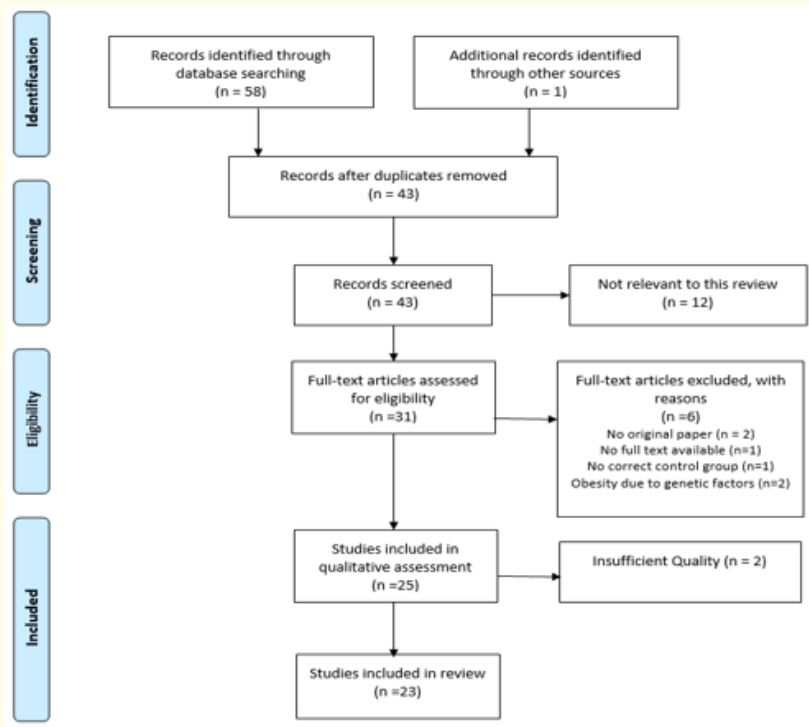 Identification
Records identified through
database searching
(n = 58)
Additional records identified
through other sources
(n = 1)
Records after duplicates removed
(n = 43)
Screening
Records screened
(n = 43)
Not relevant to this review
(n = 12)
Eligibility
Full-text articles assessed
for eligibility
(n =31)
Full-text articles excluded, with
reasons
(n =6)
No original paper (n = 2)
No full text available (n=1)
No correct control group (n=1)
Obesity due to genetic factors (n=2)
Included
Studies included in
qualitative assessment
(n =25)
Insufficient Quality (n = 2)
Studies included in review
(n =23)